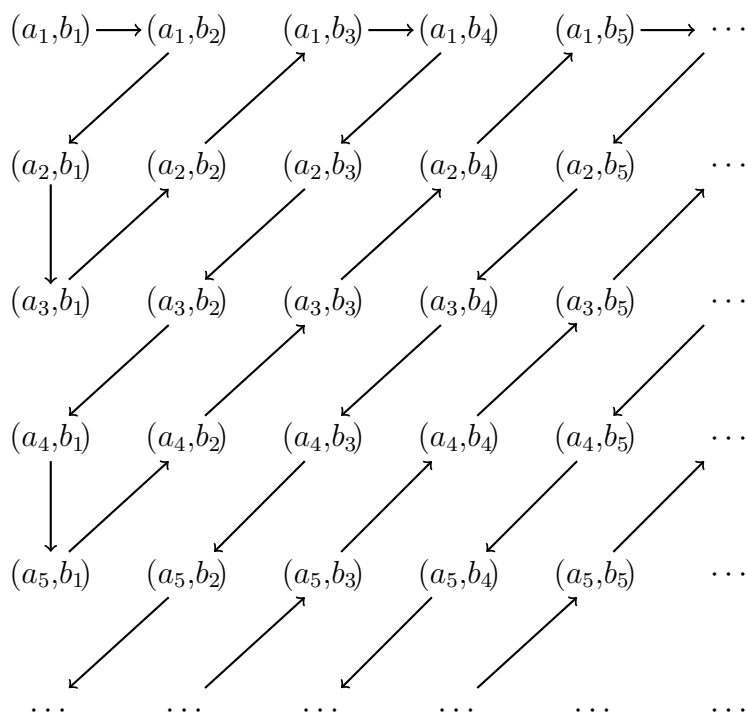 (a₁,b₁) (a₁,b₂) (a₁,b₃) (a₁,b₄) (a₁,b₅) ⋯
(a₂,b₁) (a₂,b₂) (a₂,b₃) (a₂,b₄) (a₂,b₅) ⋯
(a₃,b₁) (a₃,b₂) (a₃,b₃) (a₃,b₄) (a₃,b₅) ⋯
(a₄,b₁) (a₄,b₂) (a₄,b₃) (a₄,b₄) (a₄,b₅) ⋯
(a₅,b₁) (a₅,b₂) (a₅,b₃) (a₅,b₄) (a₅,b₅) ⋯
⋯ ⋯ ⋯ ⋯ ⋯ ⋯